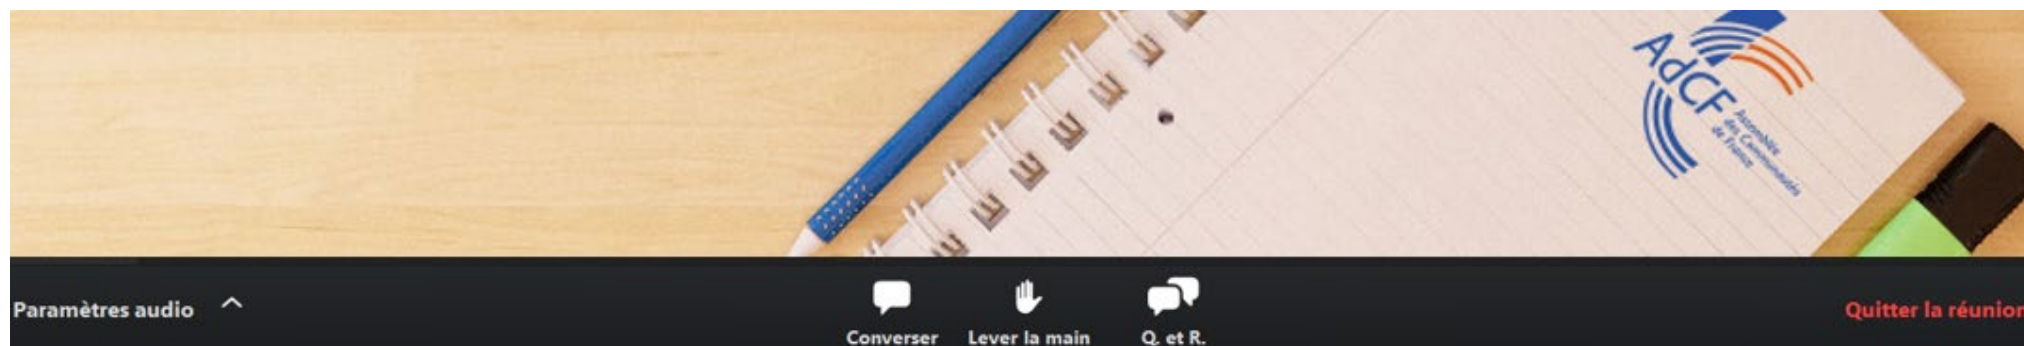 AdCF
Assemblée
des Communautés
de France
Paramètres audio
Converser
Lever la main
Q. et R.
Quitter la réunion